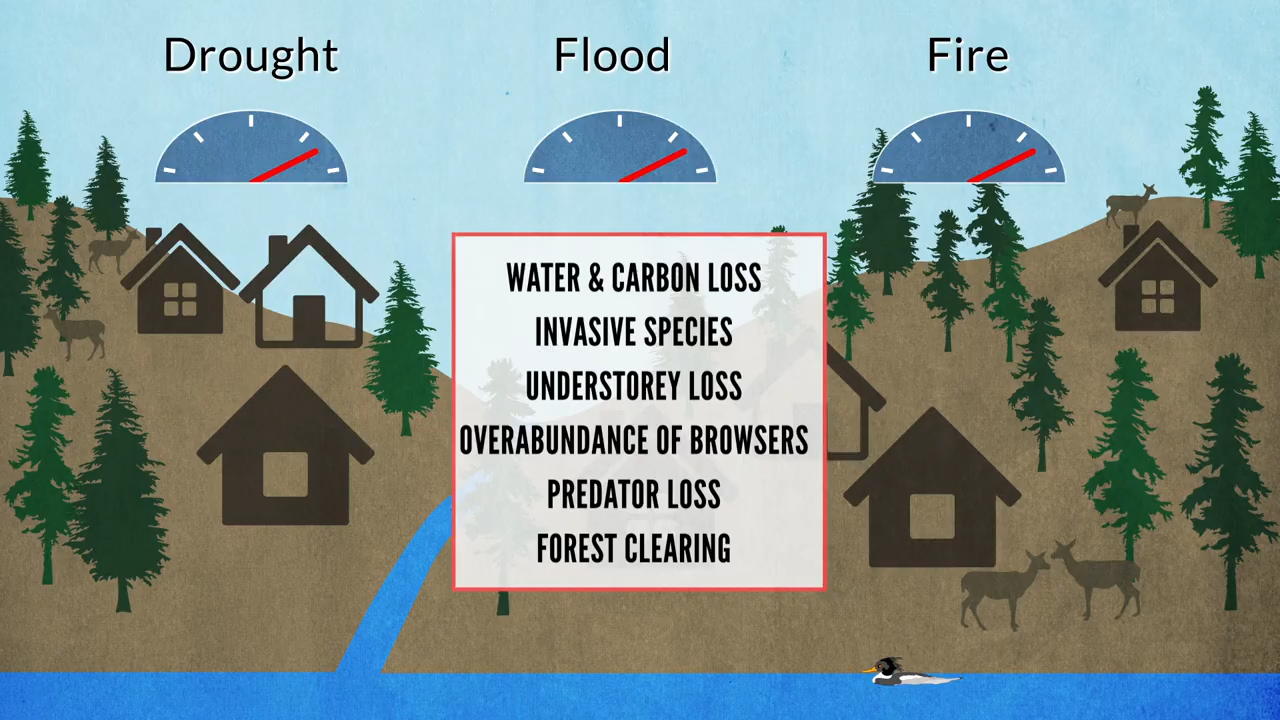 Drought
Flood
Fire
WATER & CARBON LOSS
INVASIVE SPECIES
UNDERSTOREY LOSS
OVERABUNDANCE OF BROWSERS
PREDATOR LOSS
FOREST CLEARING